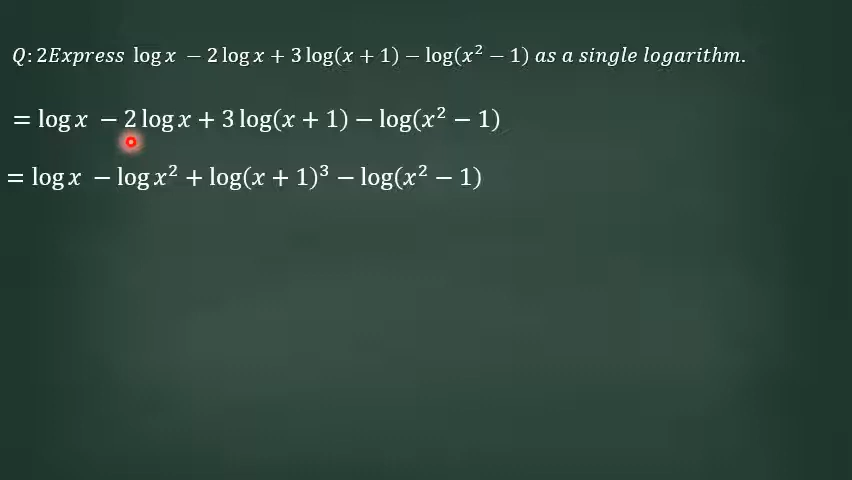 Q: 2Express log x − 2 log x + 3 log(x + 1) − log(x² − 1) as a single logarithm.
= log x − 2 log x + 3 log(x + 1) − log(x² − 1)
= log x − log x² + log(x + 1)³ − log(x² − 1)